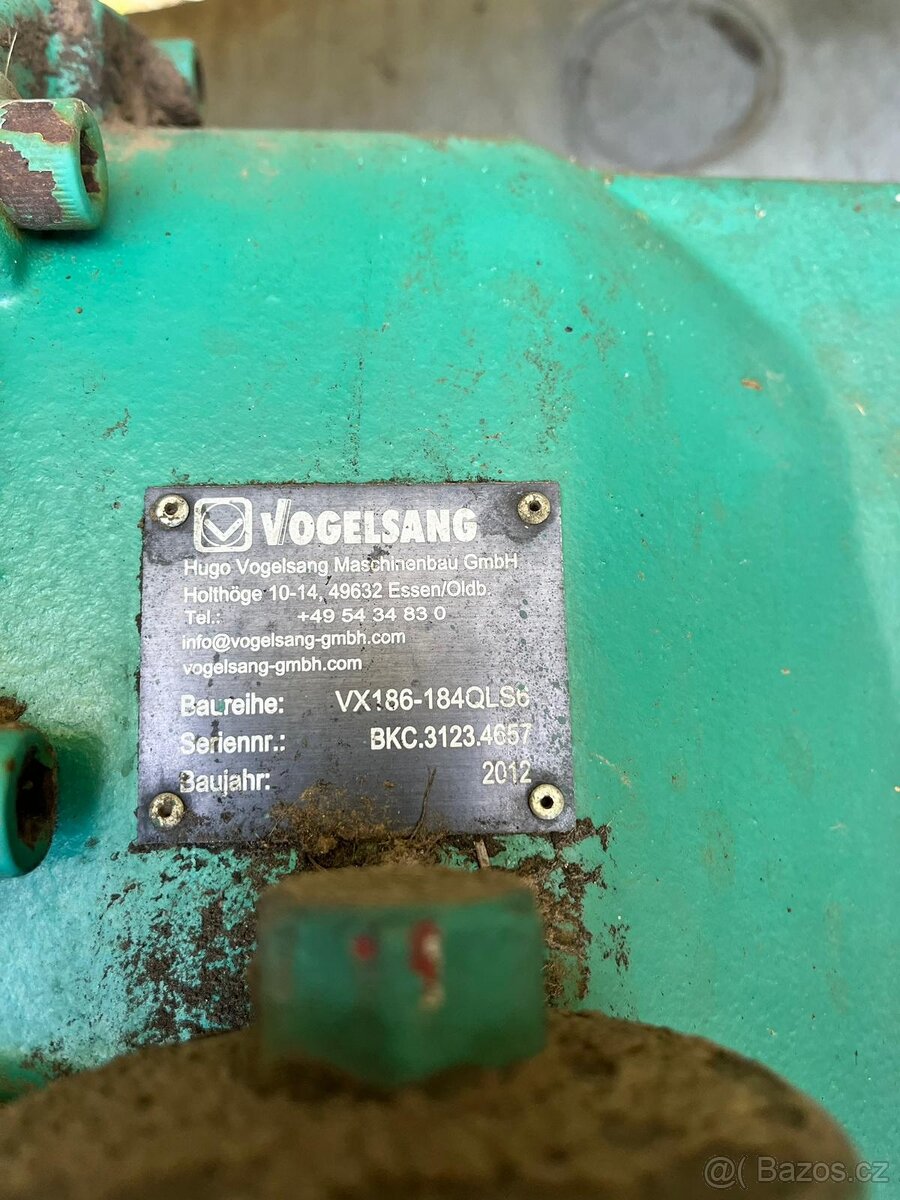 VOGELSANG
Hugo Vogelsang Maschinenbau GmbH
Holthöge 10-14, 49632 Essen/Oldb.
Tel.: +49 54 34 83 0
info@vogelsang-gmbh.com
vogelsang-gmbh.com
Baureihe: VX186-184QLS6
Seriennr.: BKC.3123.4657
Baujahr: 2012
@( Bazos.cz